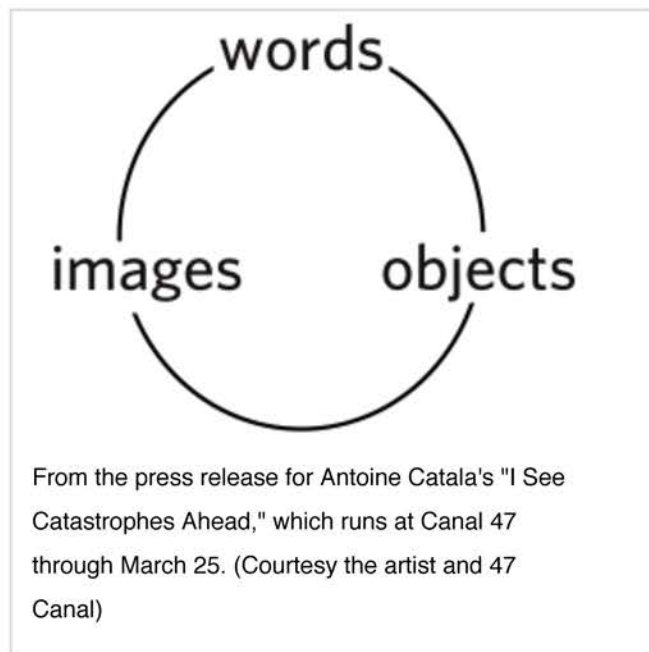 words
images objects
From the press release for Antoine Catala's "I See
Catastrophes Ahead," which runs at Canal 47
through March 25. (Courtesy the artist and 47
Canal)